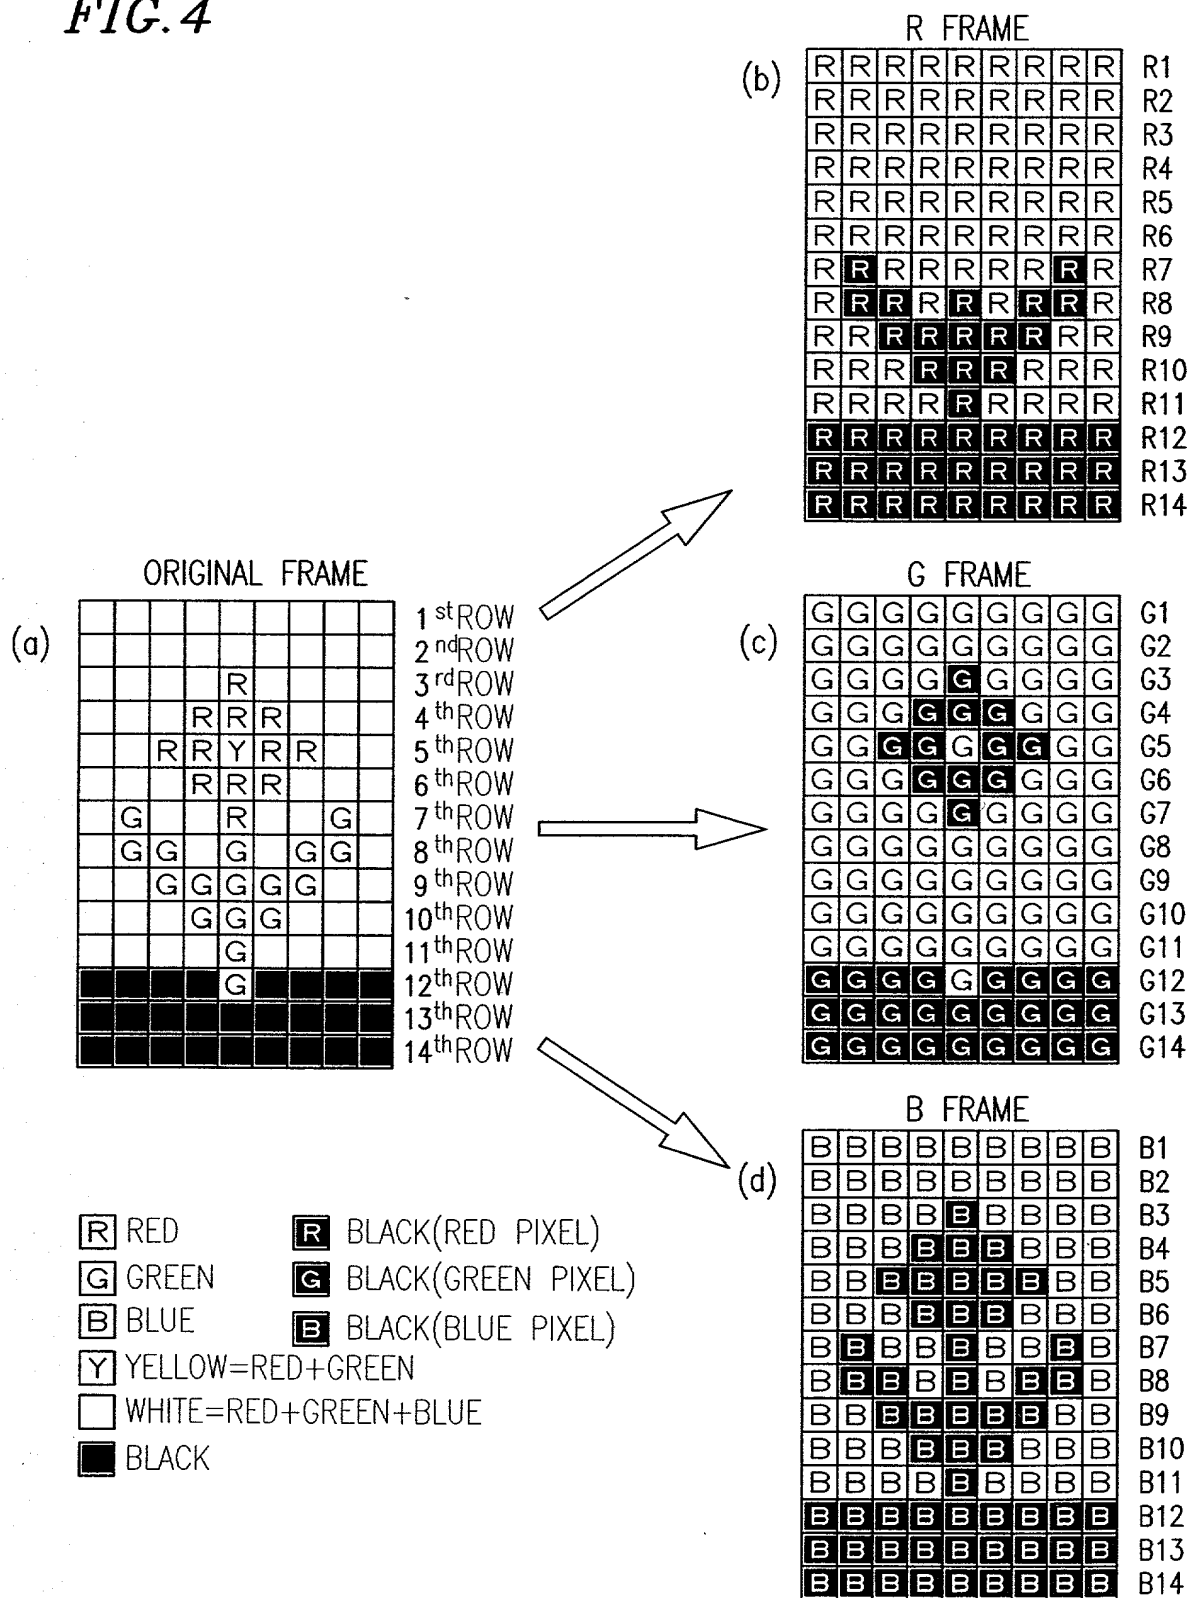 FIG. 4
R FRAME
(b)
R R R R R R R R R R1
R R R R R R R R R R2
R R R R R R R R R R3
R R R R R R R R R R4
R R R R R R R R R R5
R R R R R R R R R R6
R R R R R R R R R R7
R R R R R R R R R R8
R R R R R R R R R R9
R R R R R R R R R R10
R R R R R R R R R R11
R R R R R R R R R R12
R R R R R R R R R R13
R R R R R R R R R R14
ORIGINAL FRAME
(a)
1st ROW
2nd ROW
R 3rd ROW
R R R 4th ROW
R R Y R R 5th ROW
R R R 6th ROW
G R G 7th ROW
G G G G G 8th ROW
G G G G G 9th ROW
G G G 10th ROW
G 11th ROW
G 12th ROW
13th ROW
14th ROW
G FRAME
(c)
G G G G G G G G G G1
G G G G G G G G G G2
G G G G G G G G G G3
G G G G G G G G G G4
G G G G G G G G G G5
G G G G G G G G G G6
G G G G G G G G G G7
G G G G G G G G G G8
G G G G G G G G G G9
G G G G G G G G G G10
G G G G G G G G G G11
G G G G G G G G G G12
G G G G G G G G G G13
G G G G G G G G G G14
B FRAME
(d)
B B B B B B B B B B1
B B B B B B B B B B2
B B B B B B B B B B3
B B B B B B B B B B4
B B B B B B B B B B5
B B B B B B B B B B6
B B B B B B B B B B7
B B B B B B B B B B8
B B B B B B B B B B9
B B B B B B B B B B10
B B B B B B B B B B11
B B B B B B B B B B12
B B B B B B B B B B13
B B B B B B B B B B14
R RED
G GREEN
B BLUE
Y YELLOW=RED+GREEN
WHITE=RED+GREEN+BLUE
BLACK
R BLACK(RED PIXEL)
G BLACK(GREEN PIXEL)
B BLACK(BLUE PIXEL)